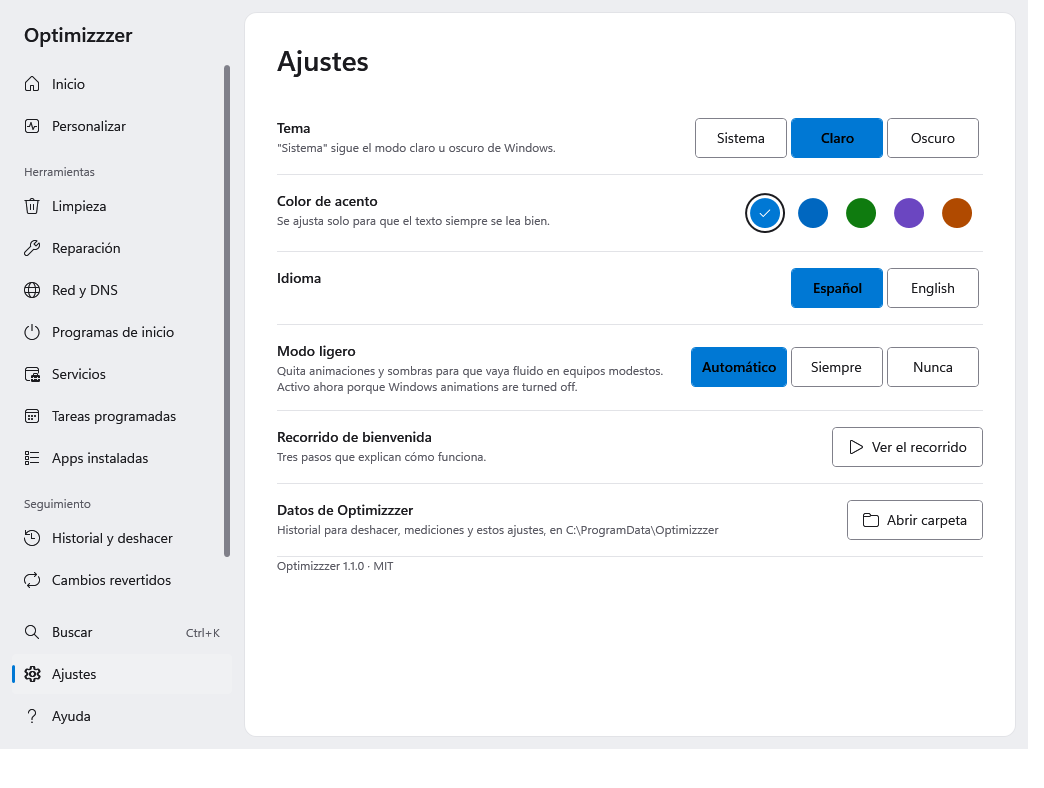 Optimizzzer
Inicio
Personalizar
Herramientas
Limpieza
Reparación
Red y DNS
Programas de inicio
Servicios
Tareas programadas
Apps instaladas
Seguimiento
Historial y deshacer
Cambios revertidos
Buscar Ctrl+K
Ajustes
Ayuda
Ajustes
Tema
"Sistema" sigue el modo claro u oscuro de Windows.
Sistema Claro Oscuro
Color de acento
Se ajusta solo para que el texto siempre se lea bien.
Idioma
Español English
Modo ligero
Quita animaciones y sombras para que vaya fluido en equipos modestos.
Activo ahora porque Windows animations are turned off.
Automático Siempre Nunca
Recorrido de bienvenida
Tres pasos que explican cómo funciona.
Ver el recorrido
Datos de Optimizzzer
Historial para deshacer, mediciones y estos ajustes, en C:\ProgramData\Optimizzzer
Abrir carpeta
Optimizzzer 1.1.0 · MIT